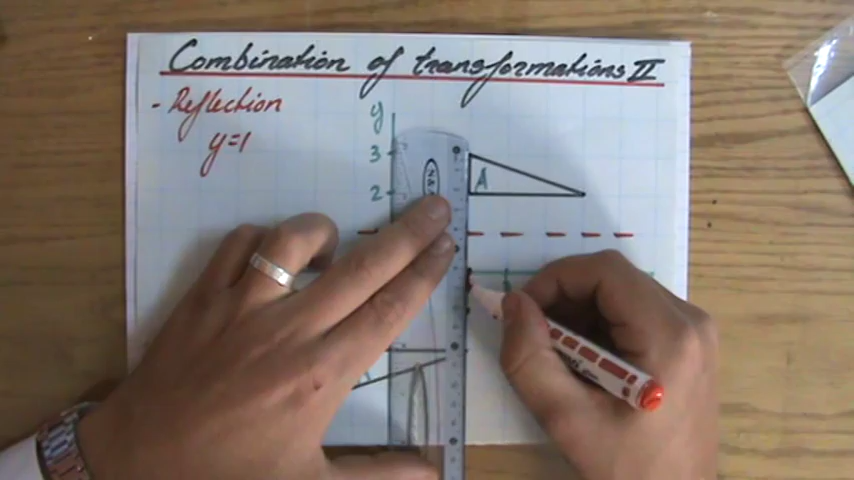 Combination of transformations II
- Reflection
y=1
y
3
2
A